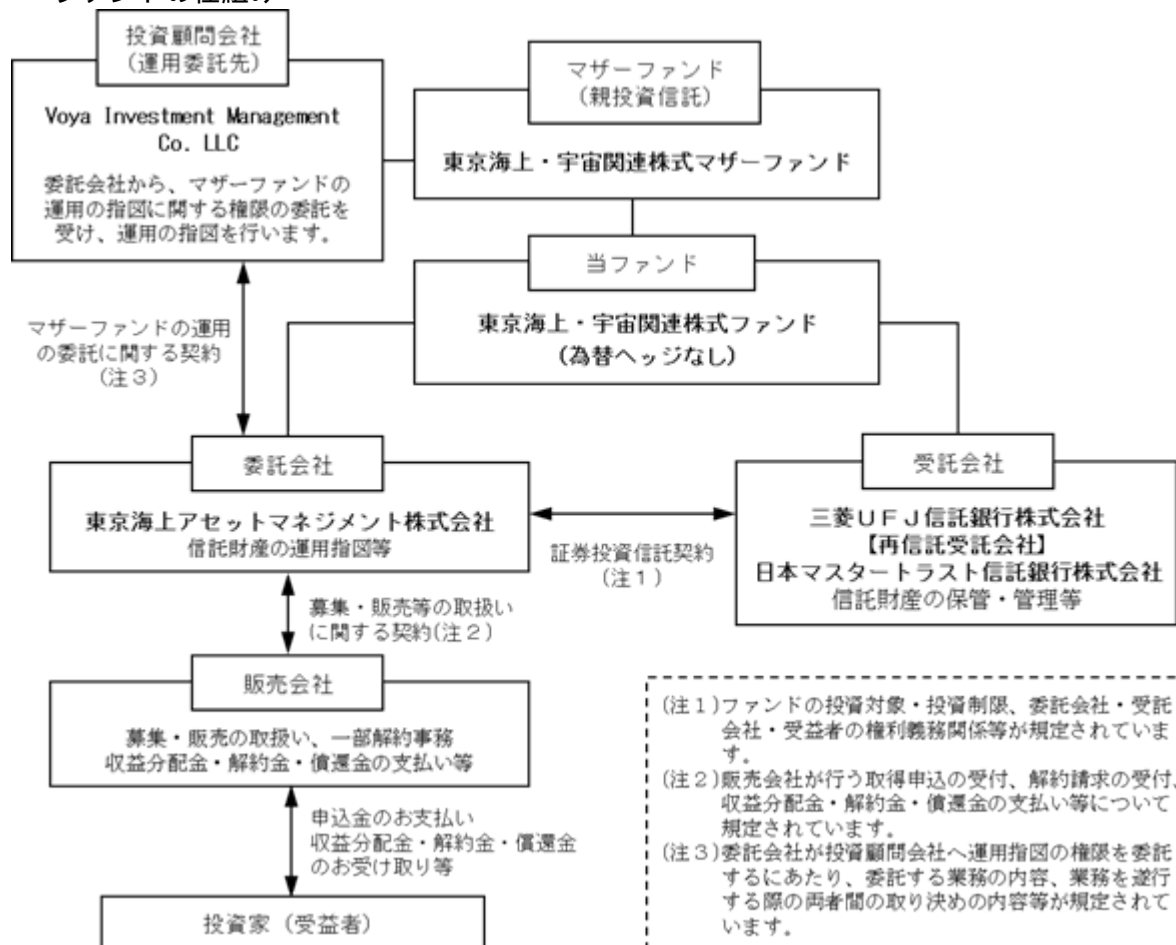 ファンドの仕組み
投資顧問会社
(運用委託先)
Voya Investment Management
Co. LLC
委託会社から、マザーファンドの
運用の指図に関する権限の委託を
受け、運用の指図を行います。
マザーファンド
(親投資信託)
東京海上・宇宙関連株式マザーファンド
当ファンド
東京海上・宇宙関連株式ファンド
(為替ヘッジなし)
マザーファンドの運用
の委託に関する契約
(注3)
委託会社
東京海上アセットマネジメント株式会社
信託財産の運用指図等
証券投資信託契約
(注1)
受託会社
三菱UFJ信託銀行株式会社
【再信託受託会社】
日本マスタートラスト信託銀行株式会社
信託財産の保管・管理等
募集・販売等の取扱い
に関する契約(注2)
販売会社
募集・販売の取扱い、一部解約事務
収益分配金・解約金・償還金の支払い等
申込金のお支払い
収益分配金・解約金・償還金
のお受け取り等
投資家(受益者)
(注1)ファンドの投資対象・投資制限、委託会社・受託
会社・受益者の権利義務関係等が規定されていま
す。
(注2)販売会社が行う取得申込の受付、解約請求の受付、
収益分配金・解約金・償還金の支払い等について
規定されています。
(注3)委託会社が投資顧問会社へ運用指図の権限を委託
するにあたり、委託する業務の内容、業務を遂行
する際の両者間の取り決めの内容等が規定されて
います。